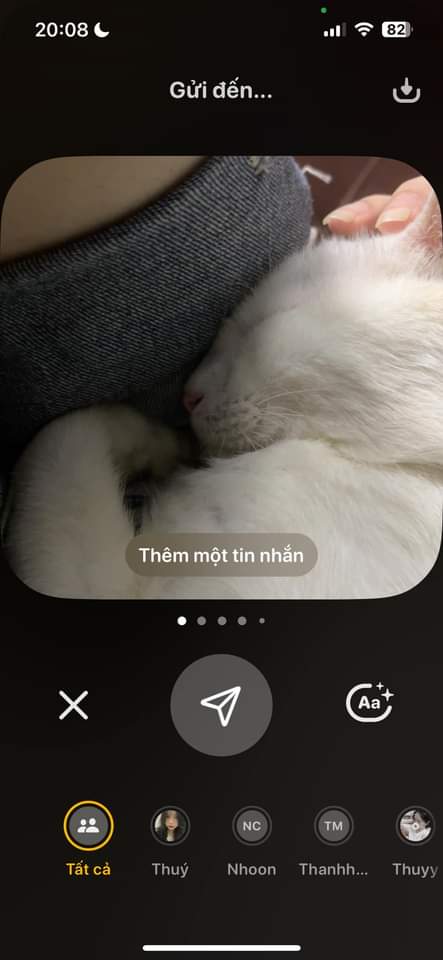 20:08
82
Gửi đến...
Thêm một tin nhắn
Aa
NC
TM
Tất cả
Thuý
Nhoon
Thanhh...
Thuyy